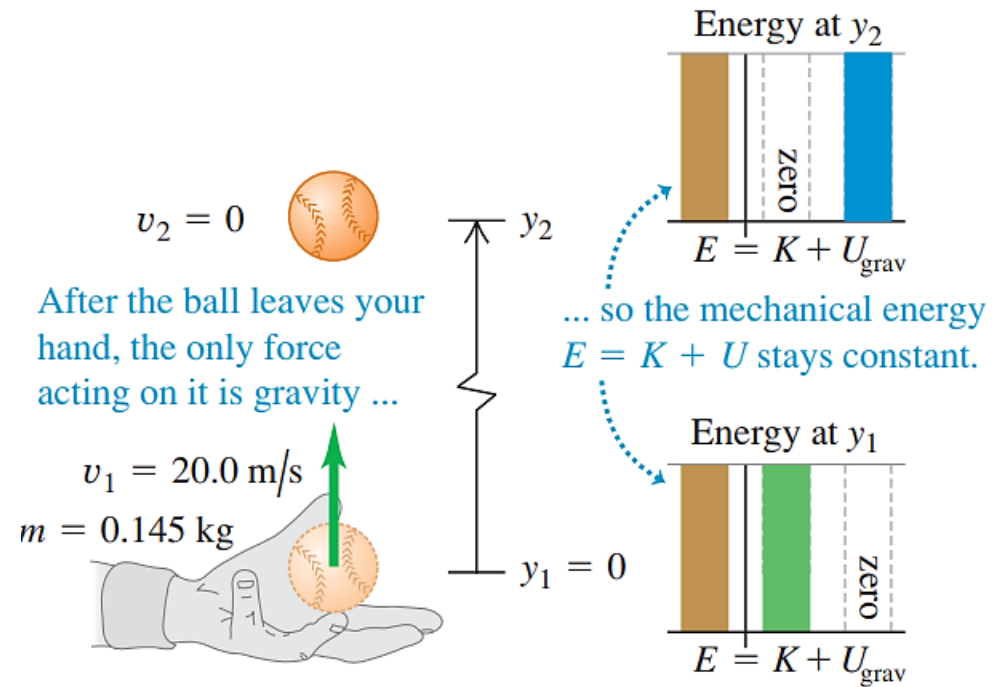 Energy at y₂
zero
E = K + U_grav
v₂ = 0
y₂
After the ball leaves your
hand, the only force
acting on it is gravity ...
... so the mechanical energy
E = K + U stays constant.
Energy at y₁
v₁ = 20.0 m/s
m = 0.145 kg
y₁ = 0
zero
E = K + U_grav